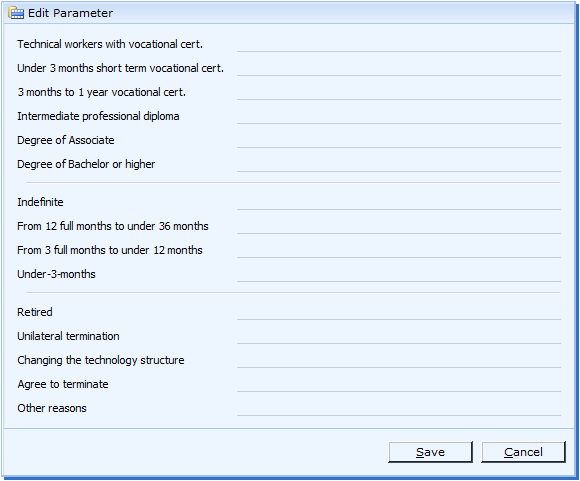 Edit Parameter
Technical workers with vocational cert.
Under 3 months short term vocational cert.
3 months to 1 year vocational cert.
Intermediate professional diploma
Degree of Associate
Degree of Bachelor or higher
Indefinite
From 12 full months to under 36 months
From 3 full months to under 12 months
Under-3-months
Retired
Unilateral termination
Changing the technology structure
Agree to terminate
Other reasons
Save Cancel